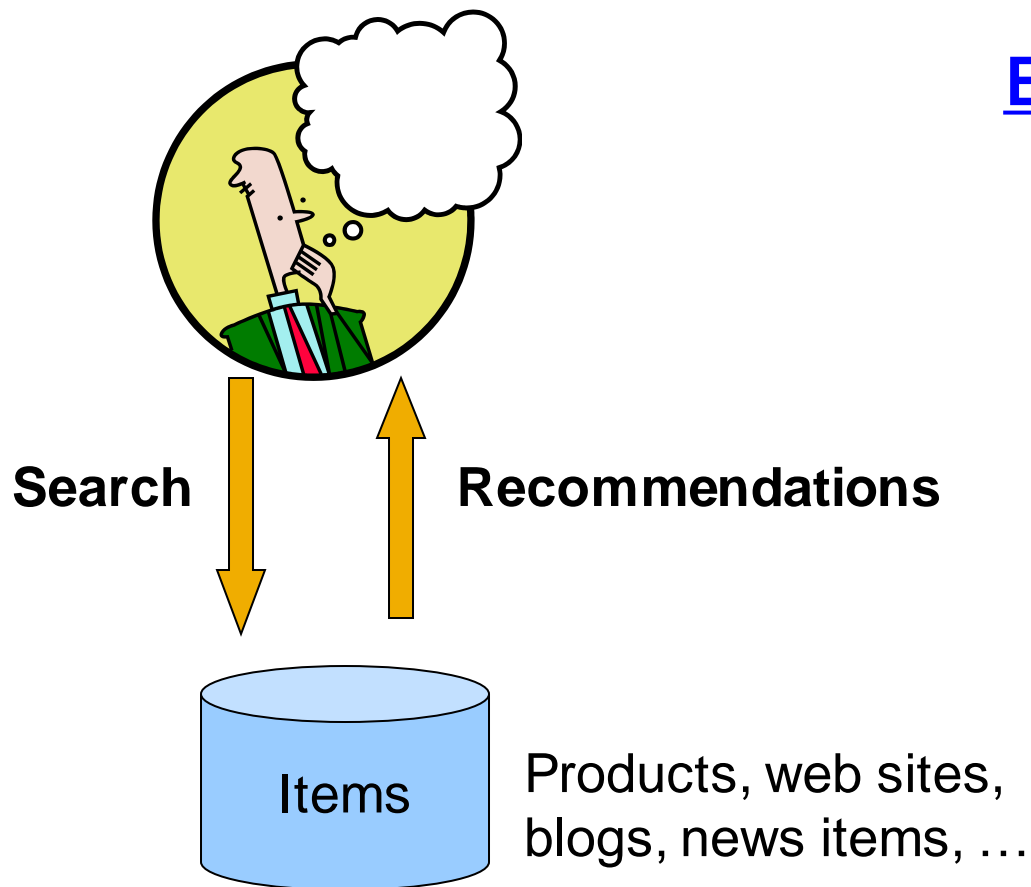 Search
Recommendations
Items
Products, web sites,
blogs, news items, …